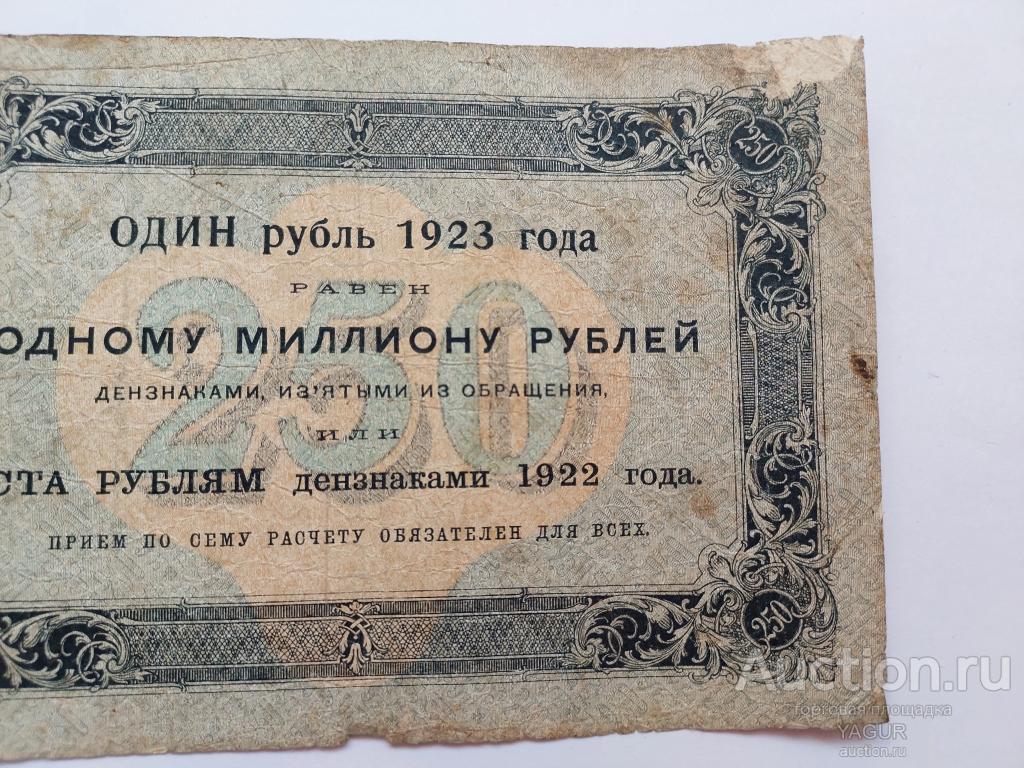 250
ОДИН рубль 1923 года
РАВЕН
ОДНОМУ МИЛЛИОНУ РУБЛЕЙ
ДЕНЗНАКАМИ, ИЗ'ЯТЫМИ ИЗ ОБРАЩЕНИЯ,
250
ИЛИ
СТА РУБЛЯМ дензнаками 1922 года.
ПРИЕМ ПО СЕМУ РАСЧЕТУ ОБЯЗАТЕЛЕН ДЛЯ ВСЕХ.
250
Auction.ru
торговая площадка
YAGUR
auction.ru